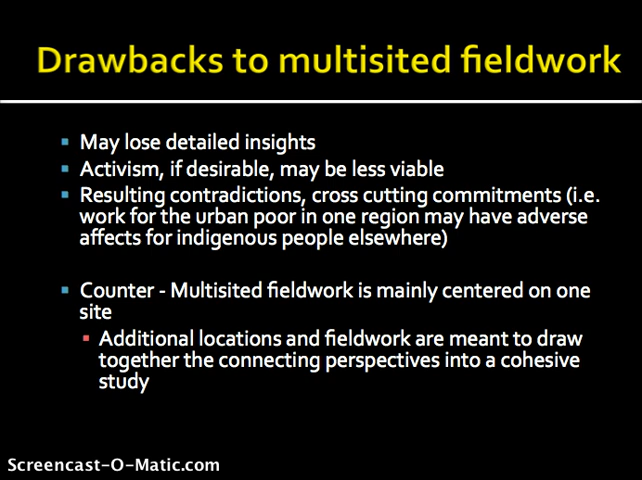 Drawbacks to multisited fieldwork
May lose detailed insights
Activism, if desirable, may be less viable
Resulting contradictions, cross cutting commitments (i.e.
work for the urban poor in one region may have adverse
affects for indigenous people elsewhere)
Counter - Multisited fieldwork is mainly centered on one
site
Additional locations and fieldwork are meant to draw
together the connecting perspectives into a cohesive
study
Screencast-O-Matic.com